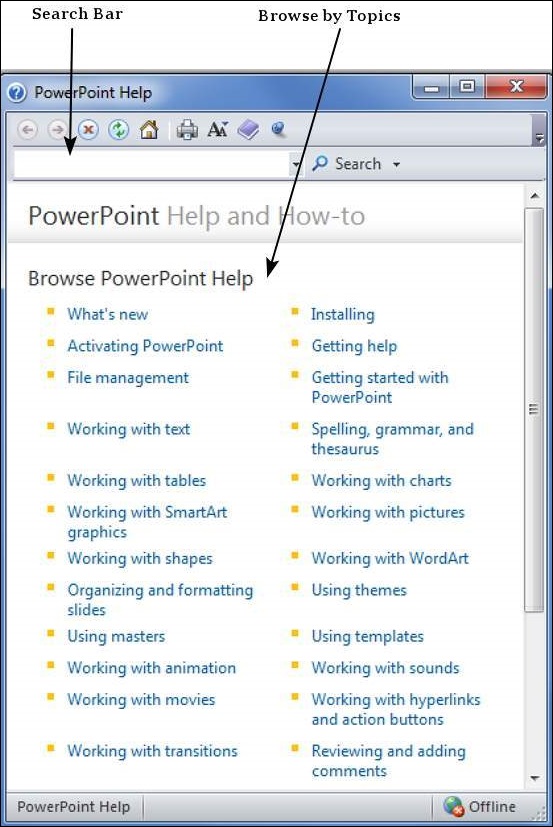 Search Bar Browse by Topics
PowerPoint Help
Search
PowerPoint Help and How-to
Browse PowerPoint Help
What's new
Installing
Activating PowerPoint
Getting help
File management
Getting started with
PowerPoint
Working with text
Spelling, grammar, and
thesaurus
Working with tables
Working with charts
Working with SmartArt
graphics
Working with pictures
Working with shapes
Working with WordArt
Organizing and formatting
slides
Using themes
Using masters
Using templates
Working with animation
Working with sounds
Working with movies
Working with hyperlinks
and action buttons
Working with transitions
Reviewing and adding
comments
PowerPoint Help
Offline